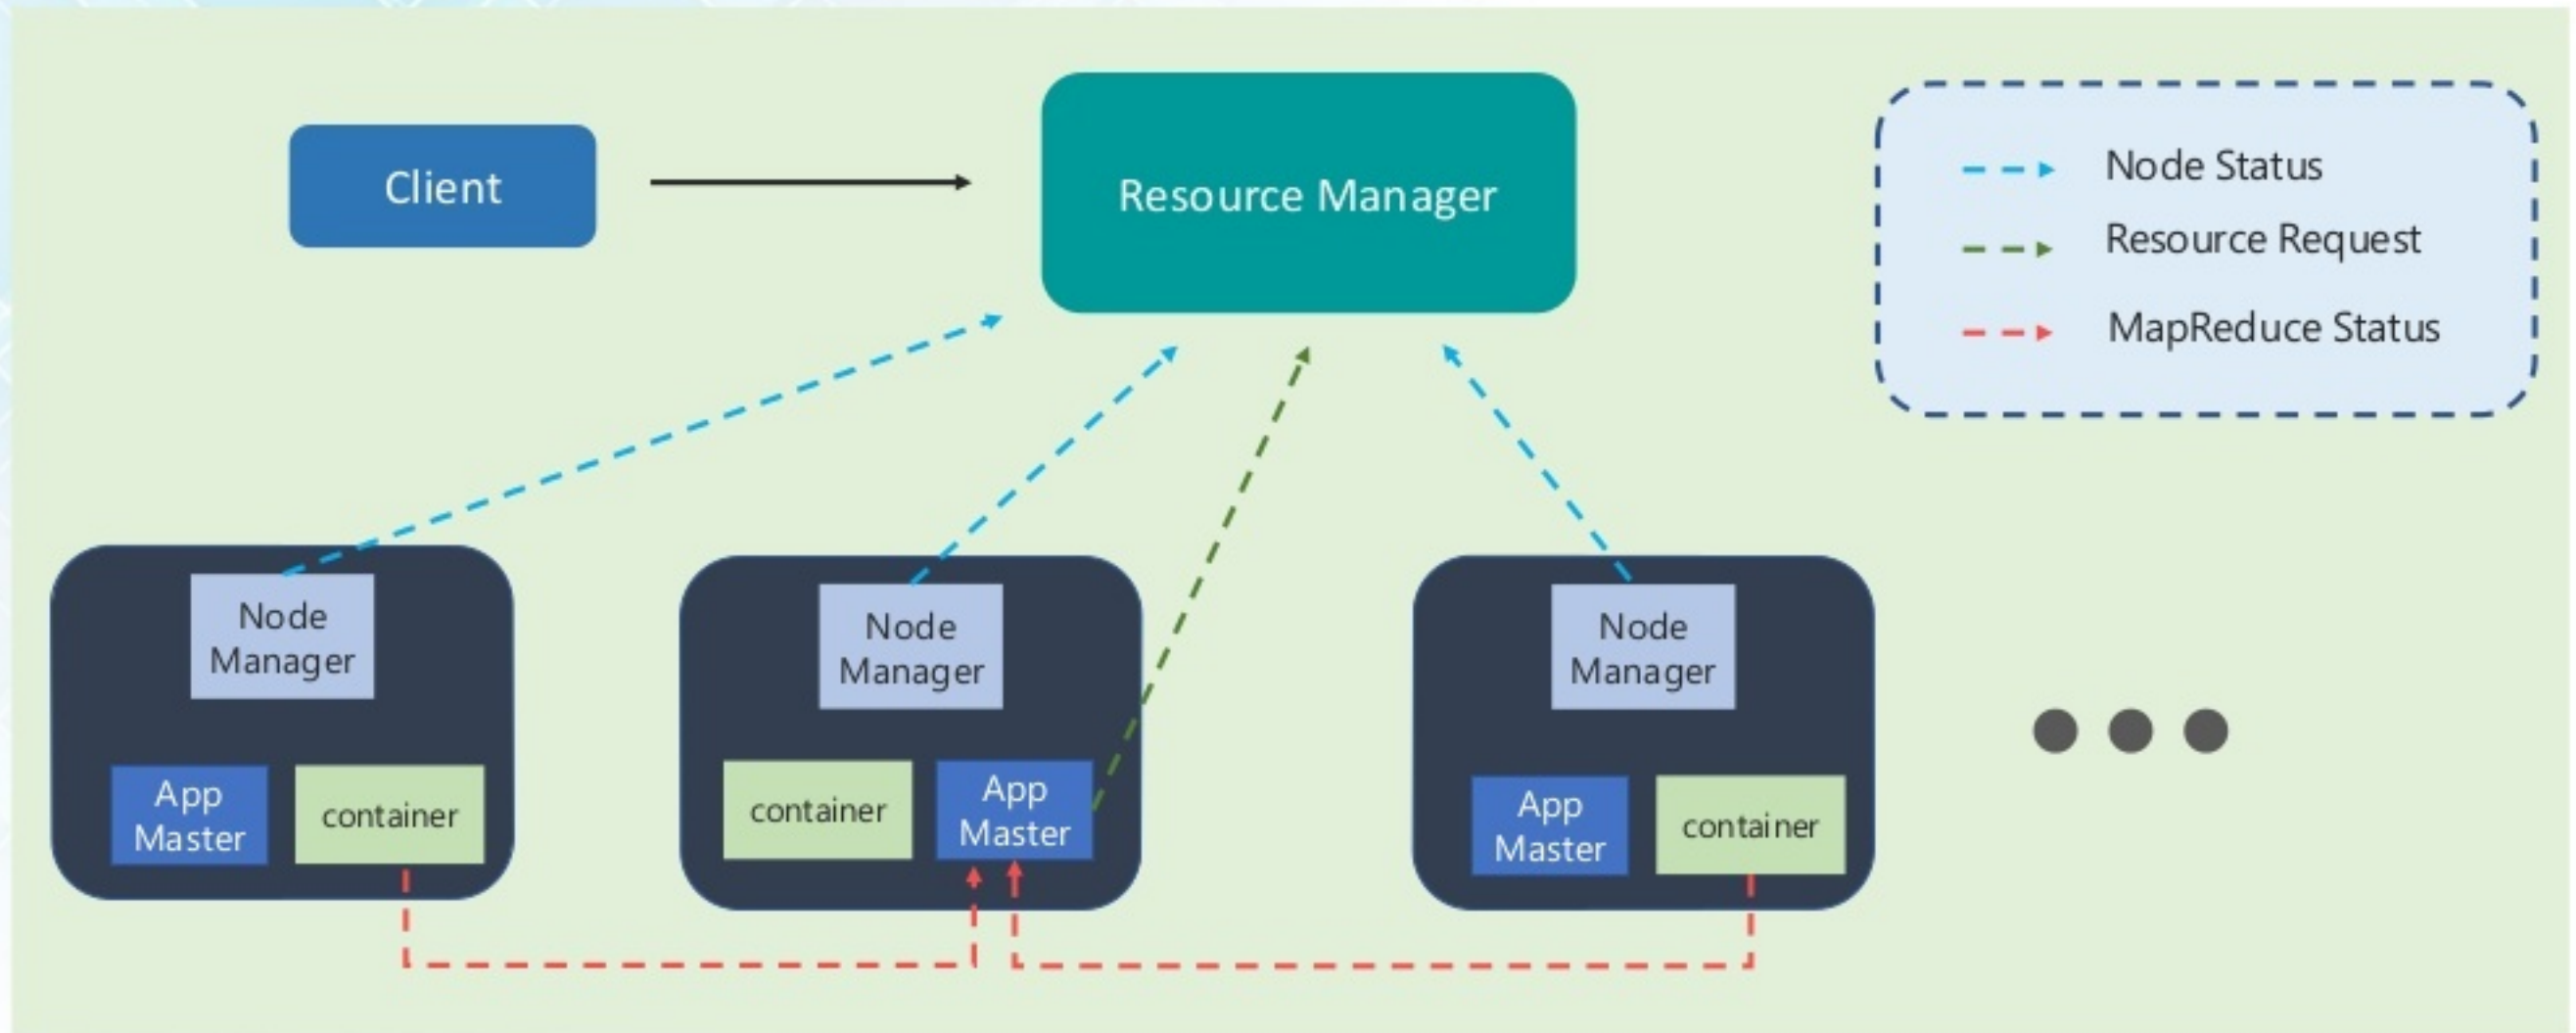 Client
Resource Manager
Node Status
Resource Request
MapReduce Status
Node
Manager
App
Master
container
Node
Manager
container
App
Master
Node
Manager
App
Master
container